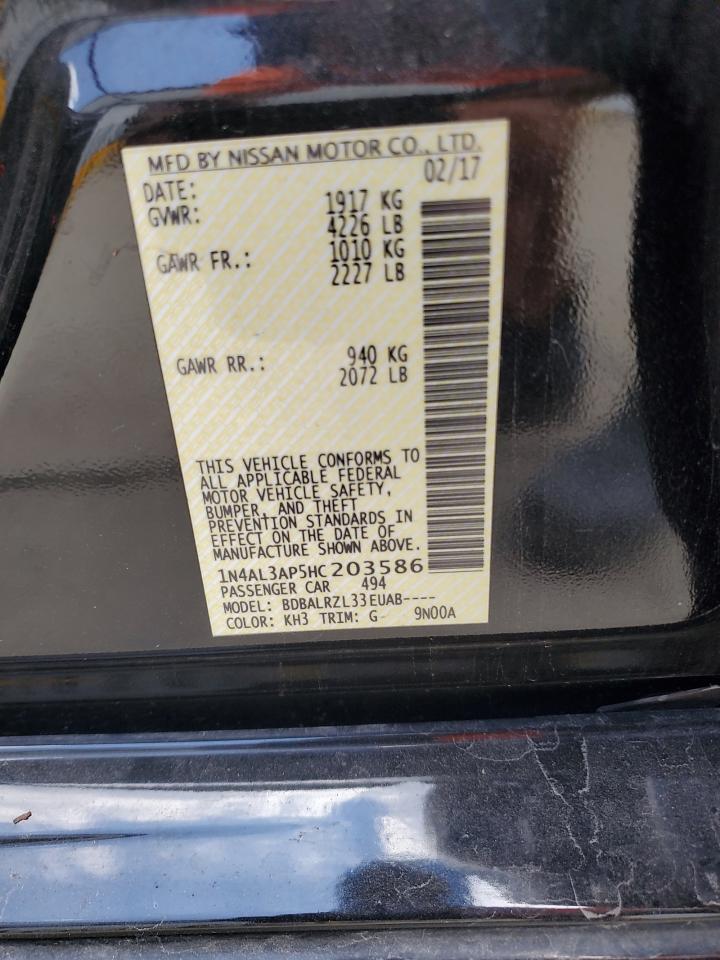 MFD BY NISSAN MOTOR CO., LTD.
DATE: 02/17
GVWR: 1917 KG
4226 LB
GAWR FR.: 1010 KG
2227 LB
GAWR RR.: 940 KG
2072 LB
THIS VEHICLE CONFORMS TO
ALL APPLICABLE FEDERAL
MOTOR VEHICLE SAFETY,
BUMPER, AND THEFT
PREVENTION STANDARDS IN
EFFECT ON THE DATE OF
MANUFACTURE SHOWN ABOVE.
1N4AL3AP5HC203586
PASSENGER CAR 494
MODEL: BDBALRZL33EUAB----
COLOR: KH3 TRIM: G- 9N00A